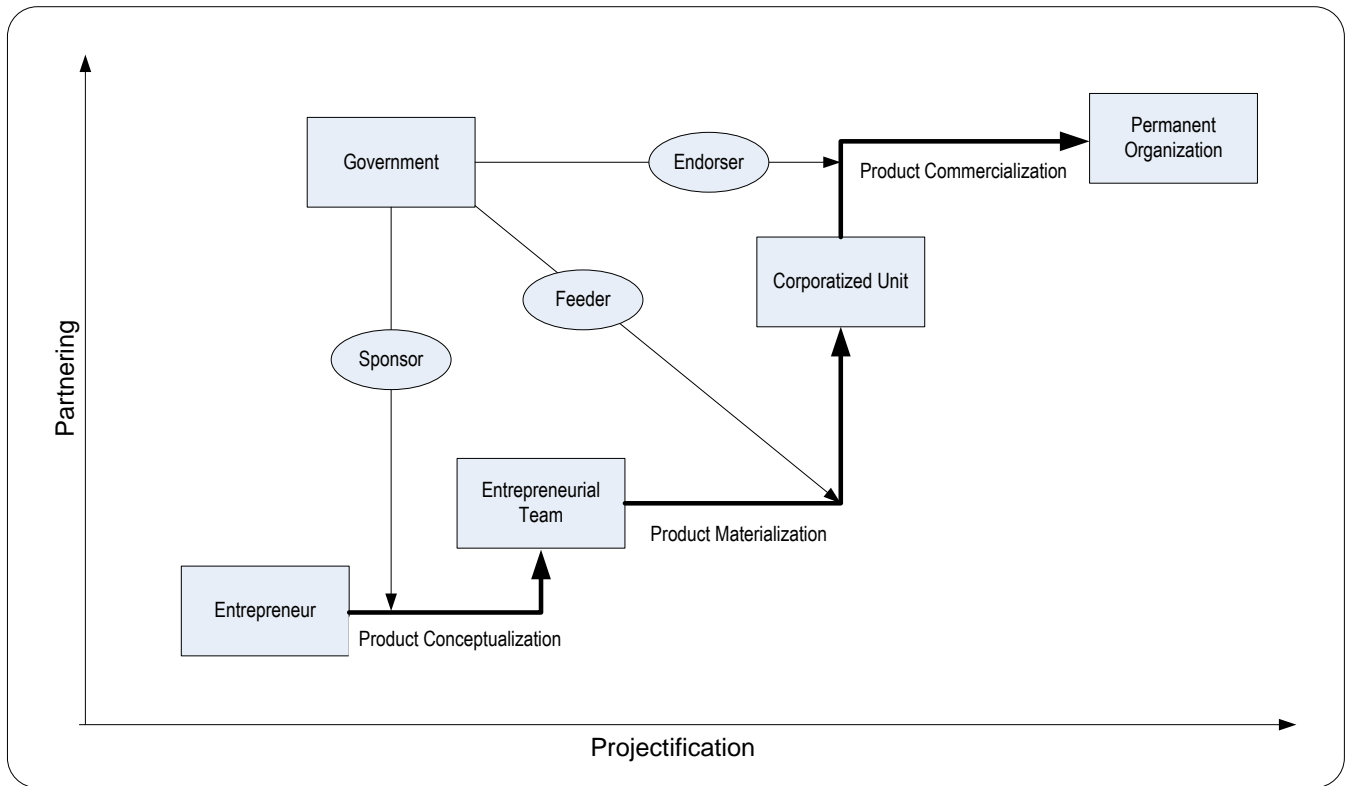 Permanent
Organization
Government
Endorser
Product Commercialization
Corporatized Unit
Feeder
Sponsor
Partnering
Entrepreneurial
Team
Product Materialization
Entrepreneur
Product Conceptualization
Projectification